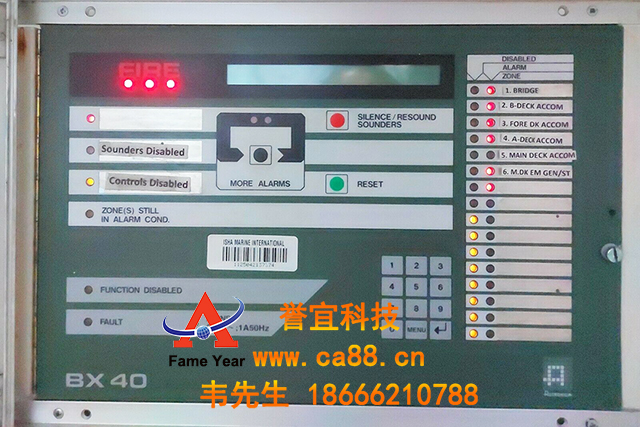 FIRE
DISABLED
ALARM
ZONE
SILENCE / RESOUND
SOUNDERS
Sounders Disabled
Controls Disabled
MORE ALARMS
RESET
ZONE(S) STILL
IN ALARM COND.
1. BRIDGE
2. B-DECK ACCOM
3. FORE DK ACCOM
4. A-DECK ACCOM
5. MAIN DECK ACCOM
6. M.DK EM GEN/ST
ISHA MARINE INTERNATIONAL
FUNCTION DISABLED
FAULT
~ ;1A50Hz
1 2 3
4 5 6
7 8 9
MENU
BX 40
Fame Year
誉宜科技
www.ca88.cn
韦先生 18666210788